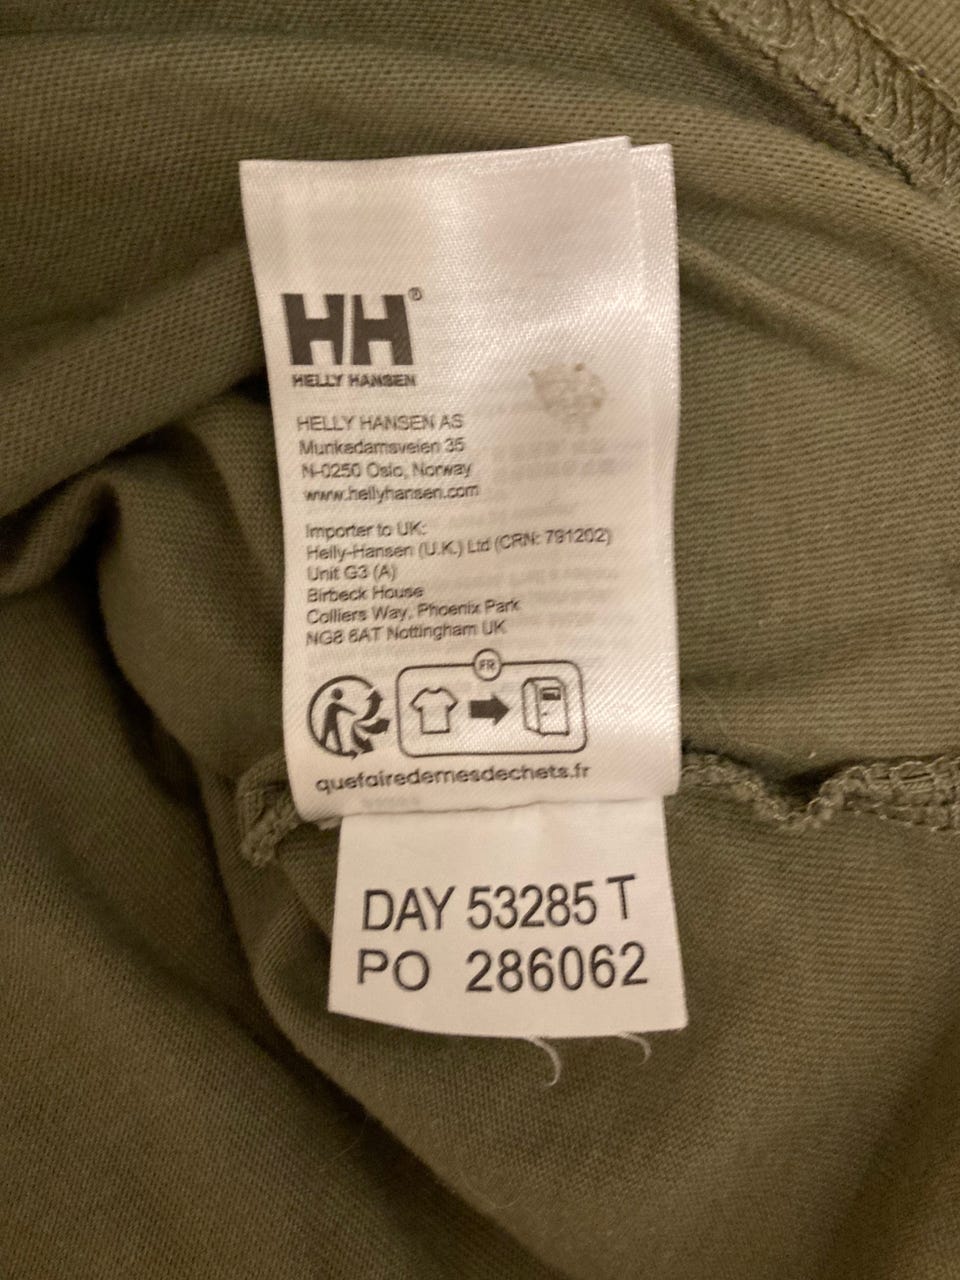 HH®
HELLY HANSEN
HELLY HANSEN AS
Munkedamsveien 35
N-0250 Oslo, Norway
www.hellyhansen.com
Importer to UK:
Helly-Hansen (U.K.) Ltd (CRN: 791202)
Unit G3 (A)
Birbeck House
Colliers Way, Phoenix Park
NG8 6AT Nottingham UK
FR
quefairedemesdechets.fr
DAY 53285 T
PO 286062